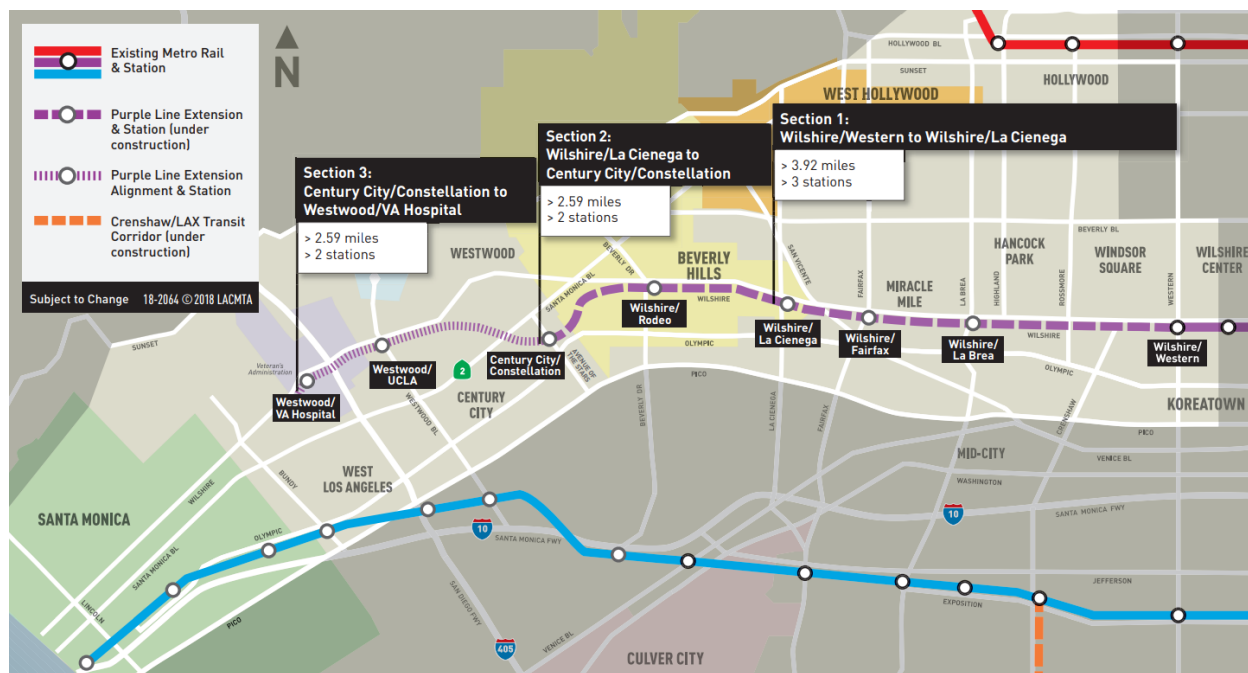 Existing Metro Rail
& Station
Purple Line Extension
& Station (under
construction)
Purple Line Extension
Alignment & Station
Crenshaw/LAX Transit
Corridor (under
construction)
Subject to Change 18-2064 © 2018 LACMTA
N
Section 3:
Century City/Constellation to
Westwood/VA Hospital
> 2.59 miles
> 2 stations
Section 2:
Wilshire/La Cienega to
Century City/Constellation
> 2.59 miles
> 2 stations
Section 1:
Wilshire/Western to Wilshire/La Cienega
> 3.92 miles
> 3 stations
HOLLYWOOD BL
SUNSET
HOLLYWOOD
WEST HOLLYWOOD
BEVERLY BL
WESTWOOD
BEVERLY DR
SANTA MONICA BL
BEVERLY
HILLS
SAN VICENTE
FAIRFAX
MIRACLE
MILE
LA BREA
HIGHLAND
HANCOCK
PARK
ROSSMORE
WINDSOR
SQUARE
WESTERN
WILSHIRE
CENTER
WILSHIRE
Wilshire/
Rodeo
Wilshire/
La Cienega
Wilshire/
Fairfax
Wilshire/
La Brea
WILSHIRE
Wilshire/
Western
SUNSET
Veteran's
Administration
Westwood/
VA Hospital
Westwood/
UCLA
2
Century City/
Constellation
AVENUE OF
THE STARS
OLYMPIC
CENTURY
CITY
WESTWOOD BL
PICO
BEVERLY DR
LA CIENEGA
FAIRFAX
CRENSHAW
OLYMPIC
KOREATOWN
PICO
MID-CITY
VENICE BL
WASHINGTON
10
SANTA MONICA FWY
WEST
LOS ANGELES
BUNDY
WILSHIRE
SANTA MONICA
SANTA MONICA BL
OLYMPIC
LINCOLN
PICO
10
SANTA MONICA FWY
SAN DIEGO FWY
405
VENICE BL
CULVER CITY
JEFFERSON
EXPOSITION